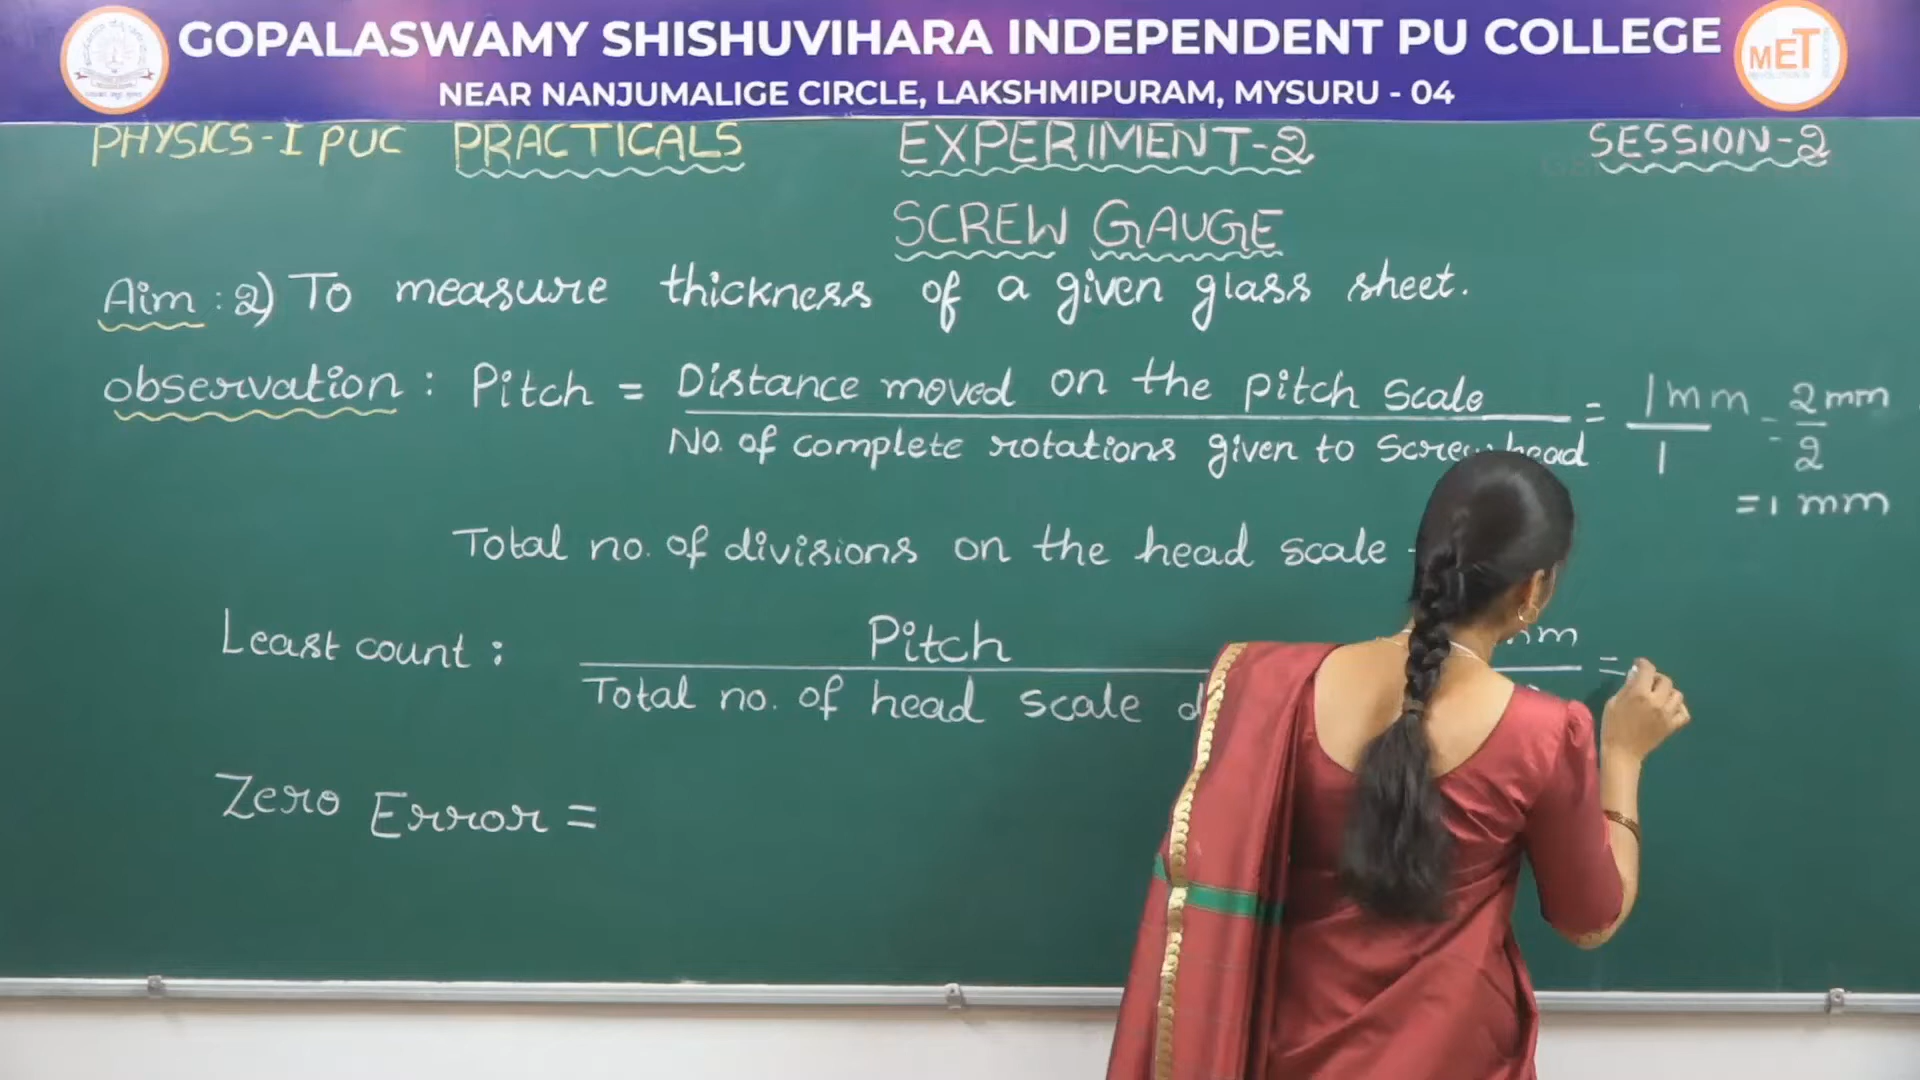 GOPALASWAMY SHISHUVIHARA INDEPENDENT PU COLLEGE
NEAR NANJUMALIGE CIRCLE, LAKSHMIPURAM, MYSURU - 04
MET
PHYSICS-I PUC PRACTICALS EXPERIMENT-2 SESSION-2
SCREW GAUGE
Aim : 2) To measure thickness of a given glass sheet.
observation : Pitch = Distance moved on the pitch scale / No. of complete rotations given to screw head = 1mm / 1 = 2mm / 2
= 1 mm
Total no. of divisions on the head scale
Least count : Pitch / Total no. of head scale = 
Zero Error =